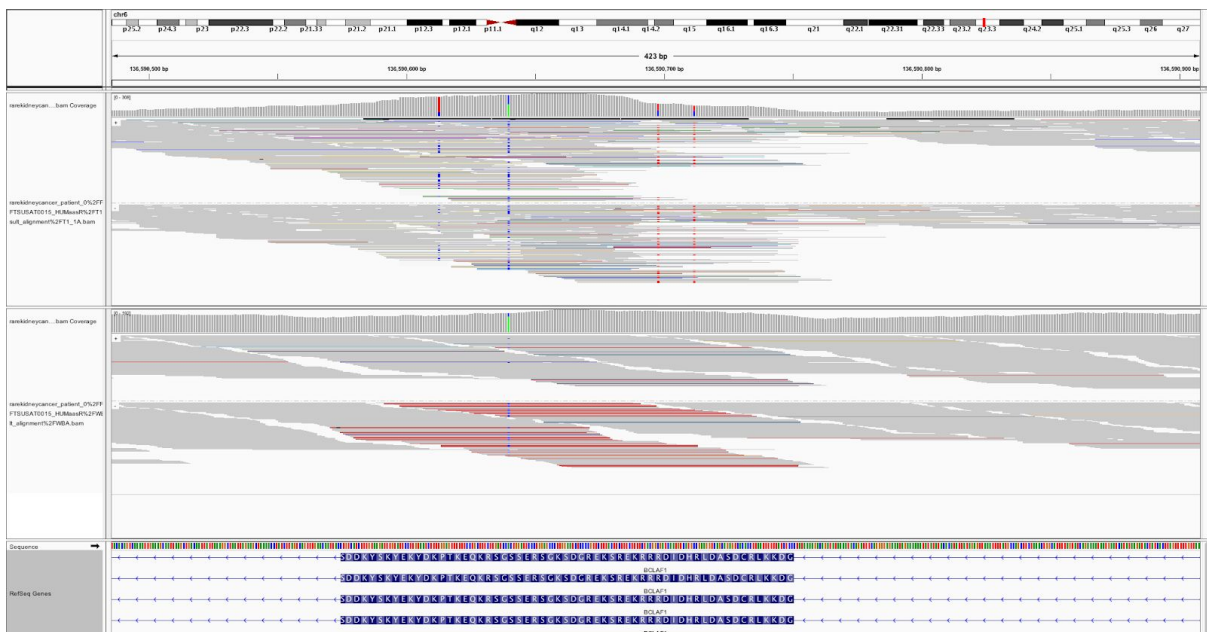 chr6
p25.2 p24.3 p23 p22.3 p22.2 p21.33 p21.2 p21.1 p12.3 p12.1 p11.1 q12 q13 q14.1 q14.2 q15 q16.1 q16.3 q21 q22.1 q22.31 q22.33 q23.2 q23.3 q24.2 q25.1 q25.3 q26 q27
423 bp
136,590,500 bp 136,590,600 bp 136,590,700 bp 136,590,800 bp 136,590,900 bp
rarekidneycan....bam Coverage
rarekidneycancer_patient_0%2FF
FTSUSAT0015_HUMwesR%2FT1
sult_alignment%2FT1_1A.bam
rarekidneycan....bam Coverage
rarekidneycancer_patient_0%2FF
lt_alignment%2FWBA.bam
Sequence
RefSeq Genes
SDDKYSKYEKYDKPTKEQKRSGSSERSGKSDGREKSREKRRRDIDHRLDASDCRLKKDG
BCLAF1
SDDKYSKYEKYDKPTKEQKRSGSSERSGKSDGREKSREKRRRDIDHRLDASDCRLKKDG
BCLAF1
SDDKYSKYEKYDKPTKEQKRSGSSERSGKSDGREKSREKRRRDIDHRLDASDCRLKKDG
BCLAF1
SDDKYSKYEKYDKPTKEQKRSGSSERSGKSDGREKSREKRRRDIDHRLDASDCRLKKDG